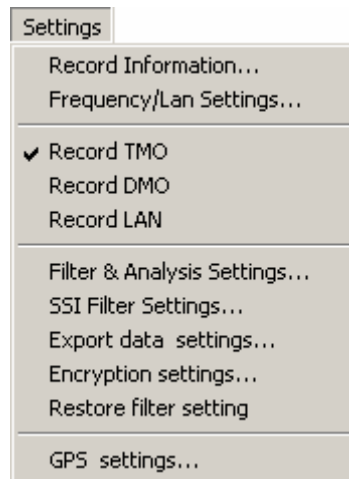 Settings
Record Information...
Frequency/Lan Settings...
Record TMO
Record DMO
Record LAN
Filter & Analysis Settings...
SSI Filter Settings...
Export data  settings...
Encryption settings...
Restore filter setting
GPS  settings...